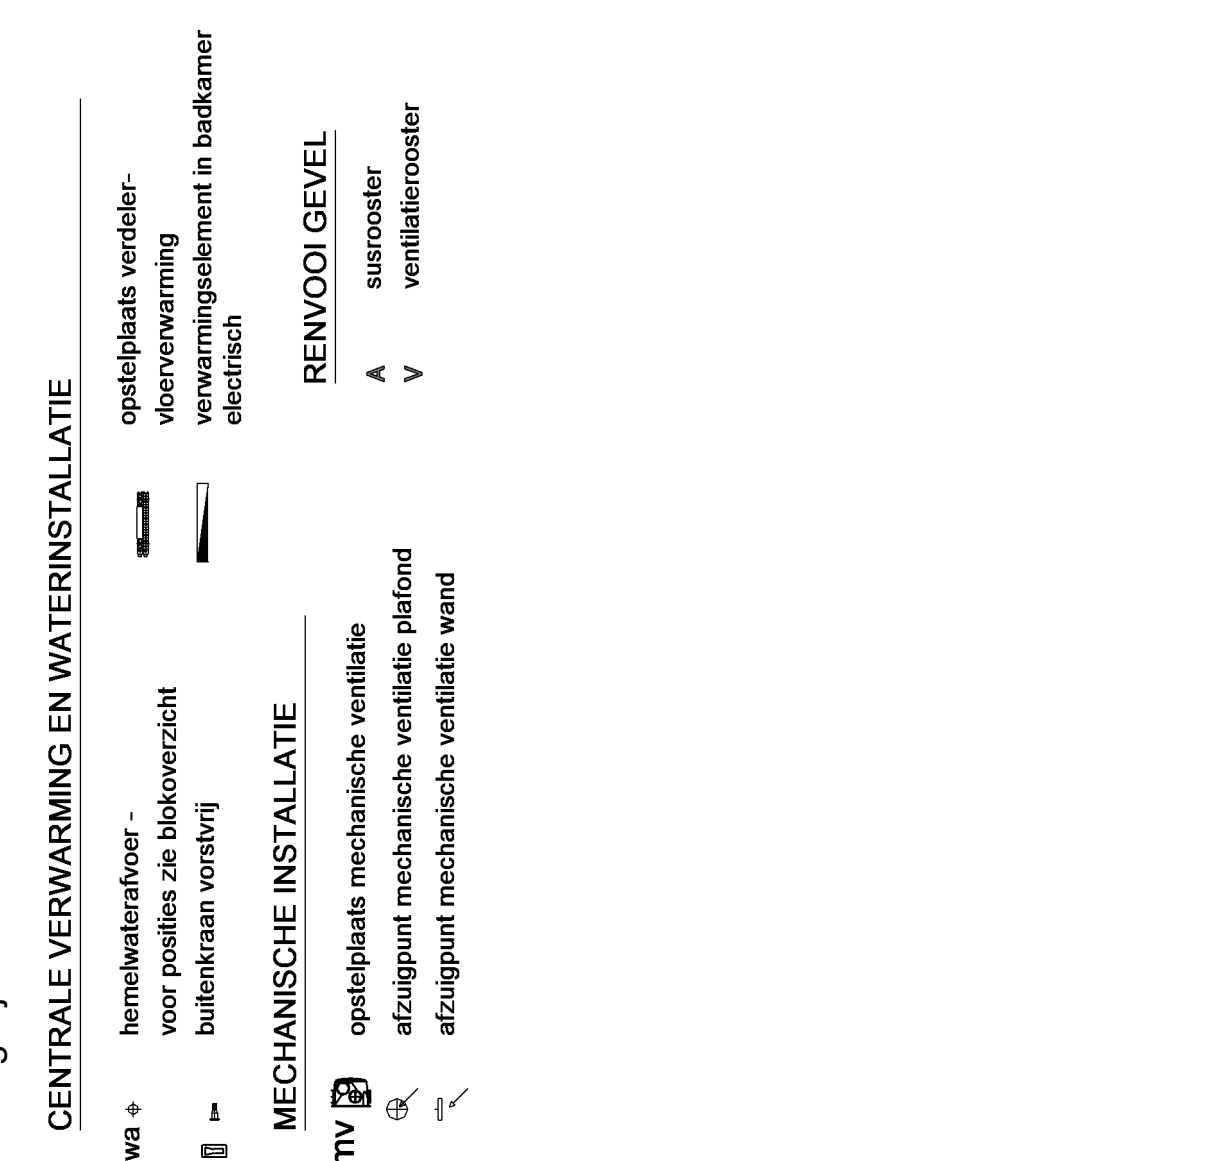 CENTRALE VERWARMING EN WATERINSTALLATIE
wa
hemelwaterafvoer -
voor posities zie blokoverzicht
buitenkraan vorstvrij
opstelplaats verdeler-
vloerverwarming
verwarmingselement in badkamer
electrisch
MECHANISCHE INSTALLATIE
mv
opstelplaats mechanische ventilatie
afzuigpunt mechanische ventilatie plafond
afzuigpunt mechanische ventilatie wand
RENVOOI GEVEL
A susrooster
V ventilatierooster